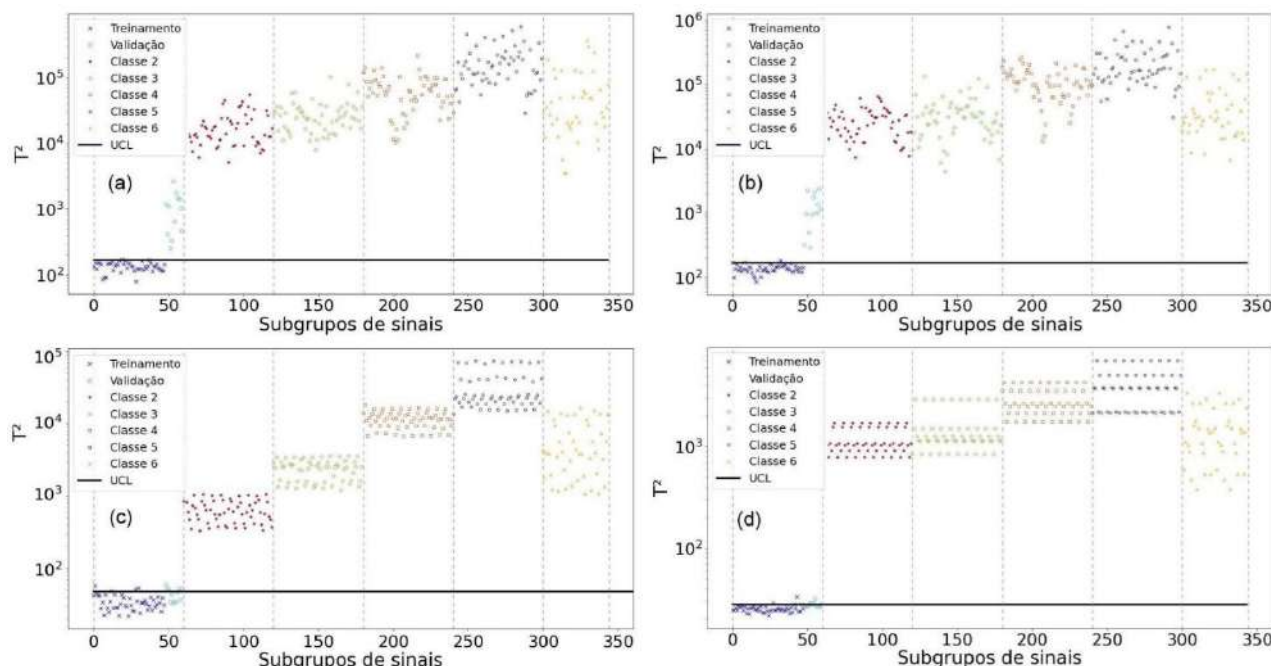 Treinamento
Validação
Classe 2
Classe 3
Classe 4
Classe 5
Classe 6
UCL
(a)
T²
10⁵
10⁴
10³
10²
0 50 100 150 200 250 300 350
Subgrupos de sinais
Treinamento
Validação
Classe 2
Classe 3
Classe 4
Classe 5
Classe 6
UCL
(b)
T²
10⁶
10⁵
10⁴
10³
10²
0 50 100 150 200 250 300 350
Subgrupos de sinais
Treinamento
Validação
Classe 2
Classe 3
Classe 4
Classe 5
Classe 6
UCL
(c)
T²
10⁵
10⁴
10³
10²
0 50 100 150 200 250 300 350
Subgrupos de sinais
Treinamento
Validação
Classe 2
Classe 3
Classe 4
Classe 5
Classe 6
UCL
(d)
T²
10³
10²
0 50 100 150 200 250 300 350
Subgrupos de sinais